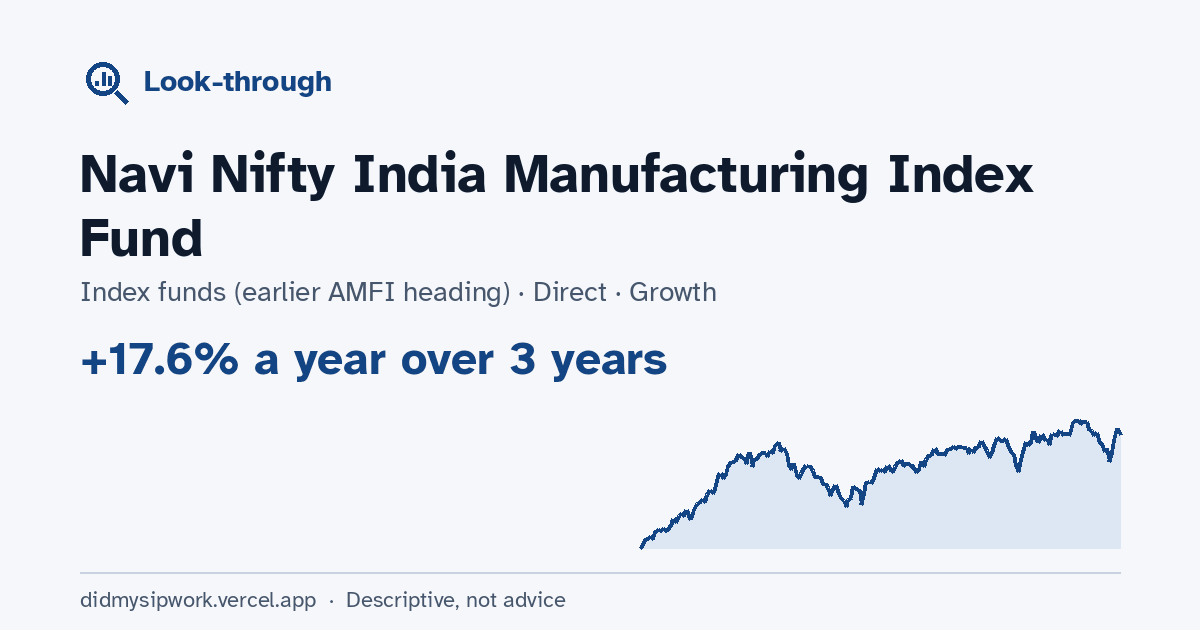 Look-through
Navi Nifty India Manufacturing Index
Fund
Index funds (earlier AMFI heading) · Direct · Growth
+17.6% a year over 3 years
didmysipwork.vercel.app · Descriptive, not advice